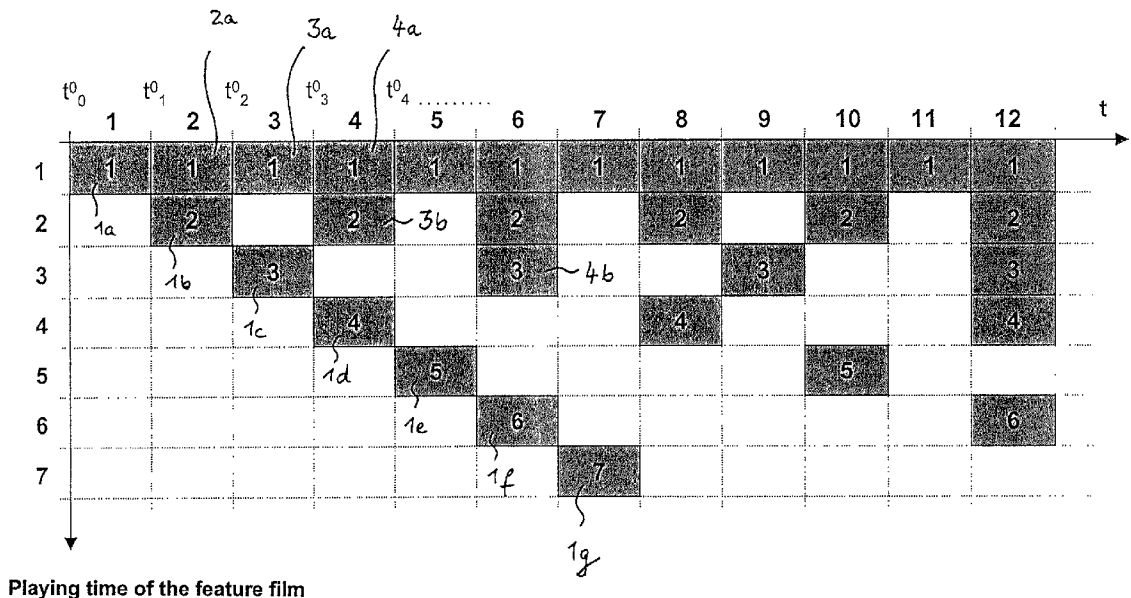 2a 3a 4a
t⁰₀ t⁰₁ t⁰₂ t⁰₃ t⁰₄ ........
1 2 3 4 5 6 7 8 9 10 11 12 t
1 1 1 1 1 1 1 1 1 1 1 1 1
1a
2 2 2 3b 2 2 2 2
1b
3 3 3 4b 3 3
1c
4 4 4 4
1d
5 5 5
1e
6 6 6
1f
7 7
1g
Playing time of the feature film